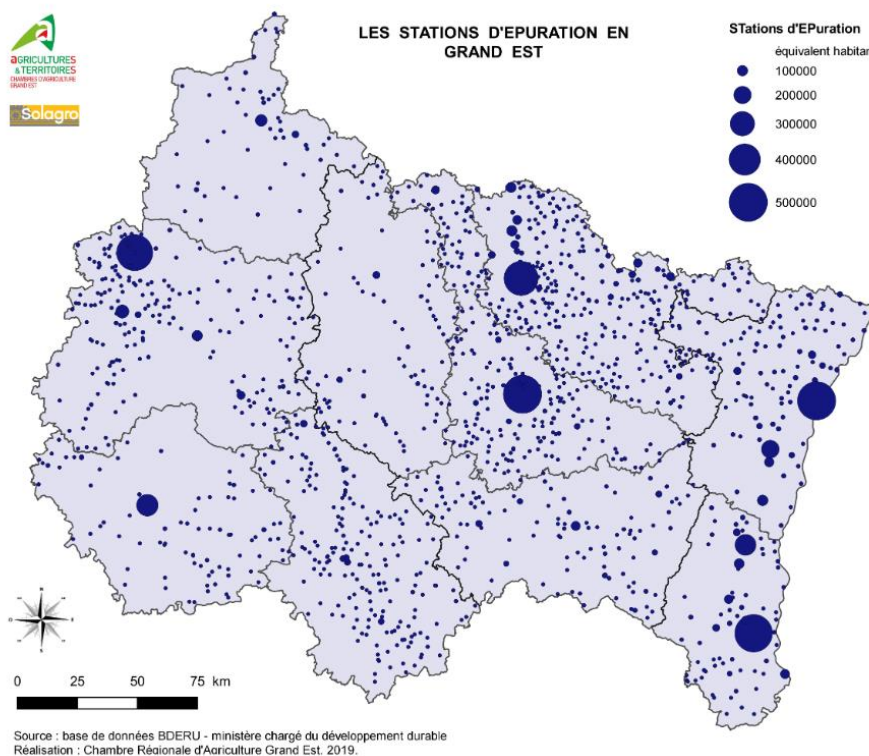 aGRICULTURES
& TERRITOIRES
CHAMBRES D'AGRICULTURE
GRAND EST
Solagro
LES STATIONS D'EPURATION EN
GRAND EST
STations d'EPuration
équivalent habitan
100000
200000
300000
400000
500000
0 25 50 75 km
Source : base de données BDERU - ministère chargé du développement durable
Réalisation : Chambre Régionale d'Agriculture Grand Est. 2019.